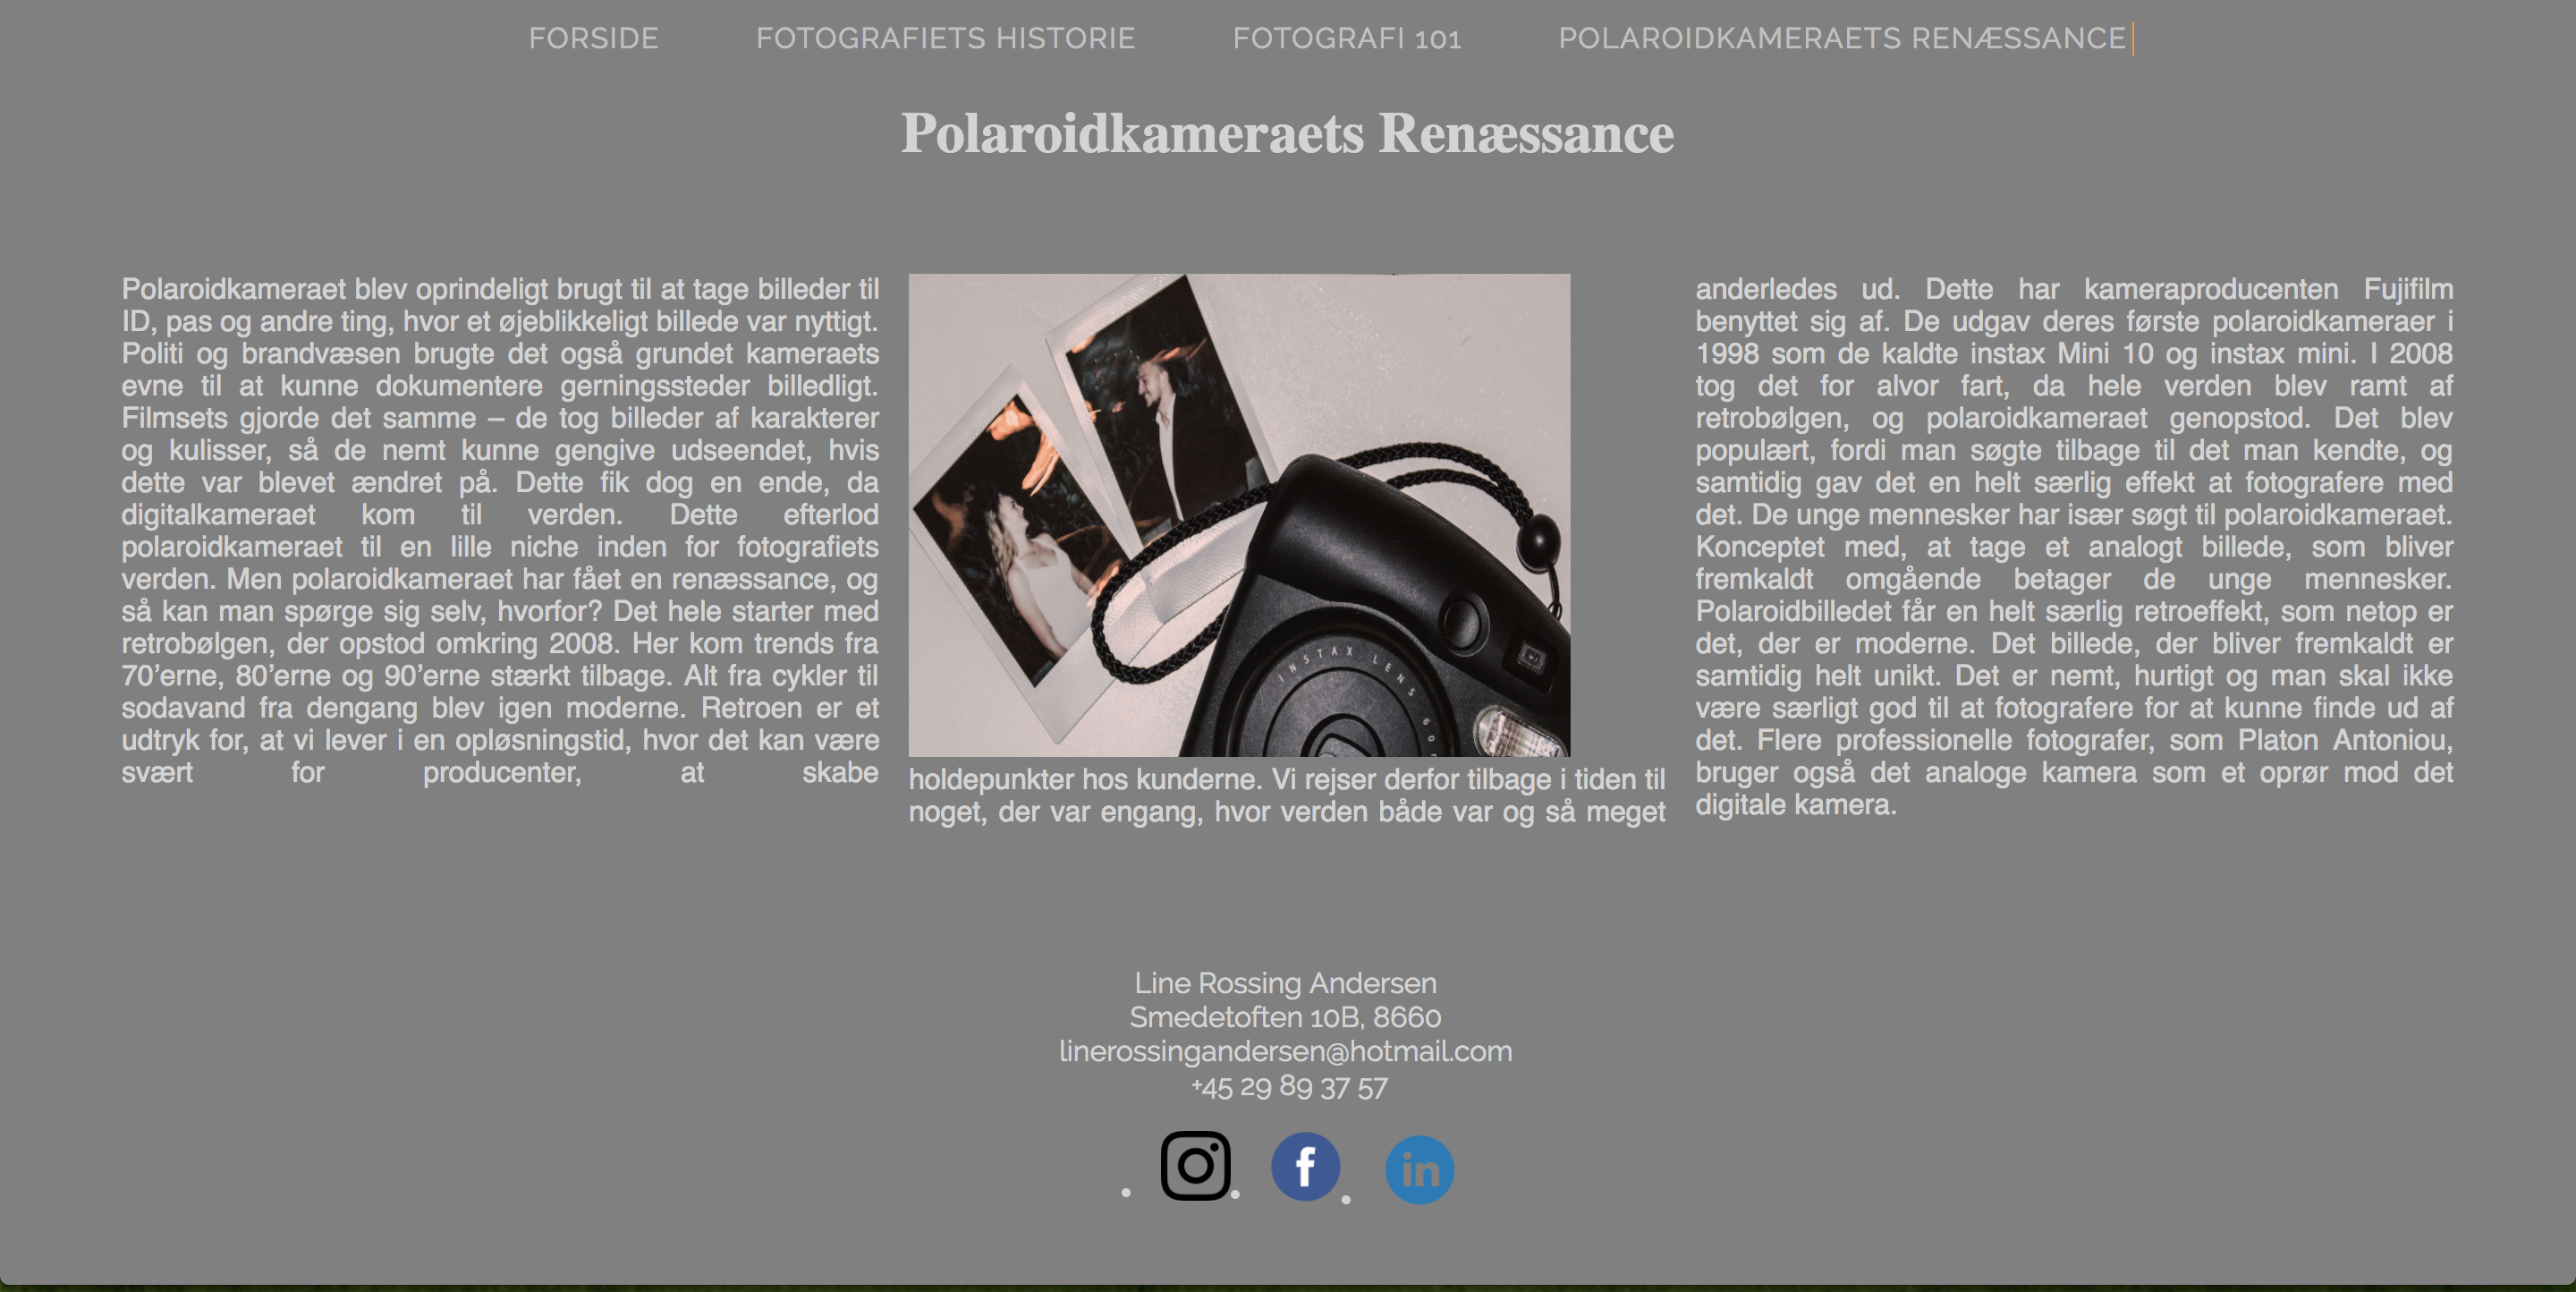 FORSIDE FOTOGRAFIETS HISTORIE FOTOGRAFI 101 POLAROIDKAMERAETS RENÆSSANCE
Polaroidkameraets Renæssance
Polaroidkameraet blev oprindeligt brugt til at tage billeder til
ID, pas og andre ting, hvor et øjeblikkeligt billede var nyttigt.
Politi og brandvæsen brugte det også grundet kameraets
evne til at kunne dokumentere gerningssteder billedligt.
Filmsets gjorde det samme – de tog billeder af karakterer
og kulisser, så de nemt kunne gengive udseendet, hvis
dette var blevet ændret på. Dette fik dog en ende, da
digitalkameraet kom til verden. Dette efterlod
polaroidkameraet til en lille niche inden for fotografiets
verden. Men polaroidkameraet har fået en renæssance, og
så kan man spørge sig selv, hvorfor? Det hele starter med
retrobølgen, der opstod omkring 2008. Her kom trends fra
70’erne, 80’erne og 90’erne stærkt tilbage. Alt fra cykler til
sodavand fra dengang blev igen moderne. Retroen er et
udtryk for, at vi lever i en opløsningstid, hvor det kan være
svært for producenter, at skabe
INSTAX LENS 60
holdepunkter hos kunderne. Vi rejser derfor tilbage i tiden til
noget, der var engang, hvor verden både var og så meget
anderledes ud. Dette har kameraproducenten Fujifilm
benyttet sig af. De udgav deres første polaroidkameraer i
1998 som de kaldte instax Mini 10 og instax mini. I 2008
tog det for alvor fart, da hele verden blev ramt af
retrobølgen, og polaroidkameraet genopstod. Det blev
populært, fordi man søgte tilbage til det man kendte, og
samtidig gav det en helt særlig effekt at fotografere med
det. De unge mennesker har især søgt til polaroidkameraet.
Konceptet med, at tage et analogt billede, som bliver
fremkaldt omgående betager de unge mennesker.
Polaroidbilledet får en helt særlig retroeffekt, som netop er
det, der er moderne. Det billede, der bliver fremkaldt er
samtidig helt unikt. Det er nemt, hurtigt og man skal ikke
være særligt god til at fotografere for at kunne finde ud af
det. Flere professionelle fotografer, som Platon Antoniou,
bruger også det analoge kamera som et oprør mod det
digitale kamera.
Line Rossing Andersen
Smedetoften 10B, 8660
linerossingandersen@hotmail.com
+45 29 89 37 57
f in